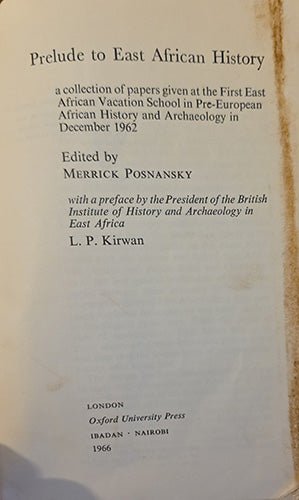 Prelude to East African History
a collection of papers given at the First East
African Vacation School in Pre-European
African History and Archaeology in
December 1962
Edited by
MERRICK POSNANSKY
with a preface by the President of the British
Institute of History and Archaeology in
East Africa
L. P. Kirwan
LONDON
Oxford University Press
IBADAN · NAIROBI
1966